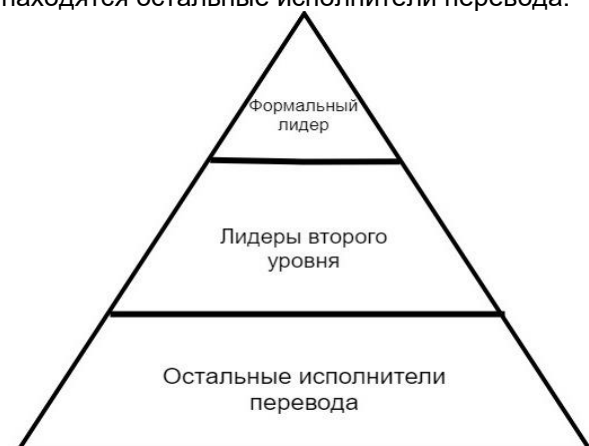 находятся остальные исполнители перевода.
Формальный
лидер
Лидеры второго
уровня
Остальные исполнители
перевода